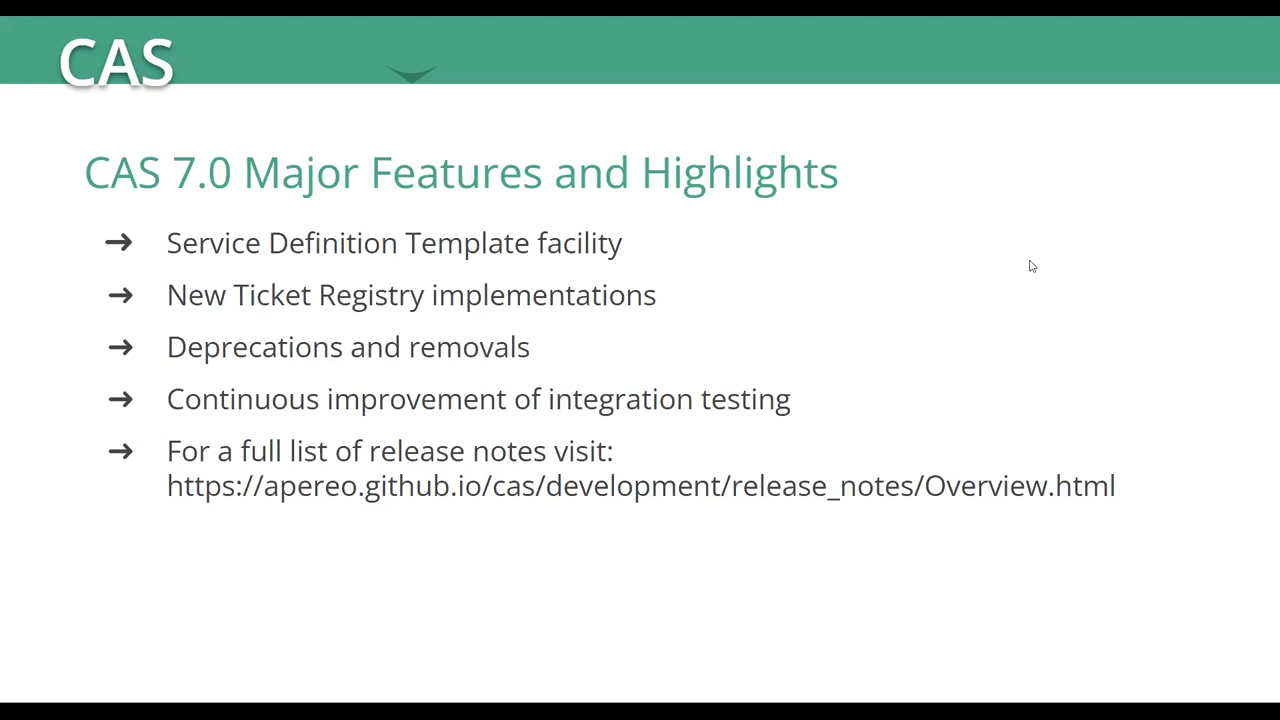 CAS
CAS 7.0 Major Features and Highlights
➔ Service Definition Template facility
➔ New Ticket Registry implementations
➔ Deprecations and removals
➔ Continuous improvement of integration testing
➔ For a full list of release notes visit:
https://apereo.github.io/cas/development/release_notes/Overview.html